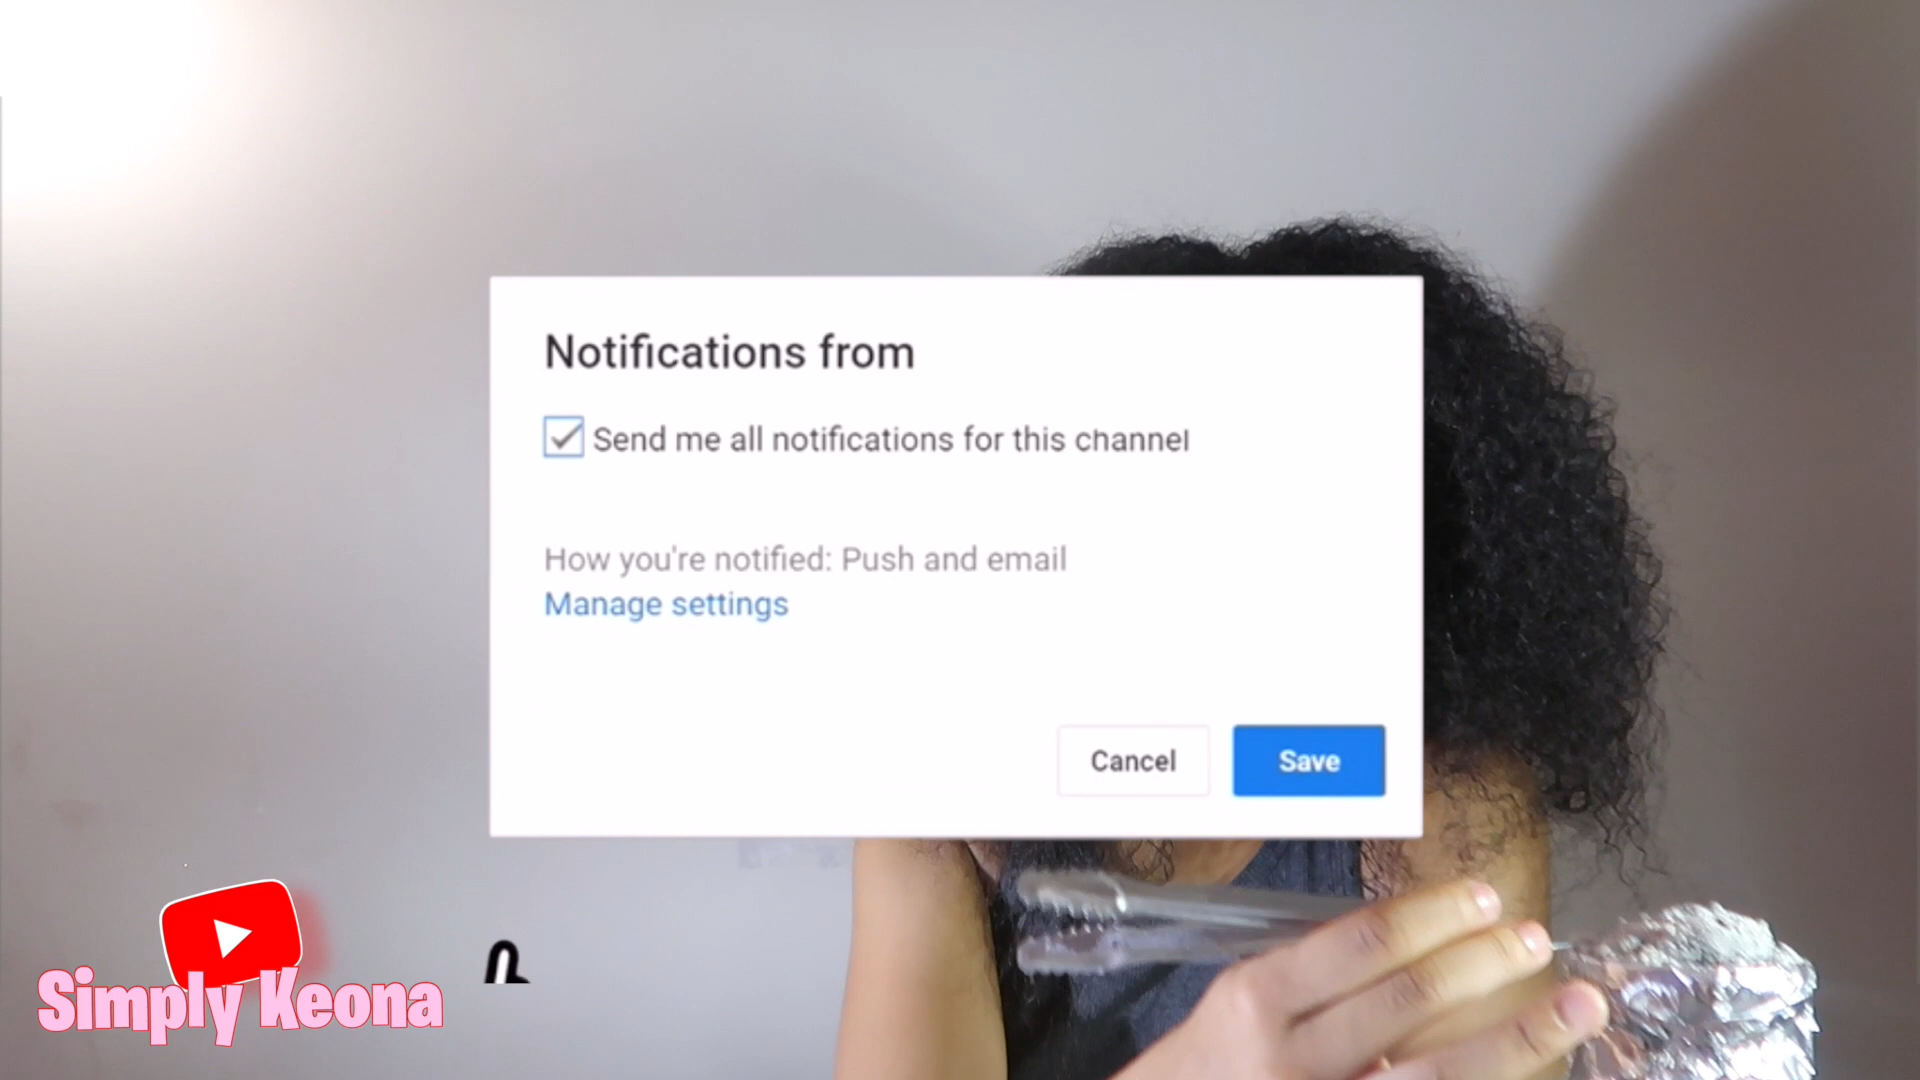 Notifications from
Send me all notifications for this channel
How you're notified: Push and email
Manage settings
Cancel
Save
Simply Keona